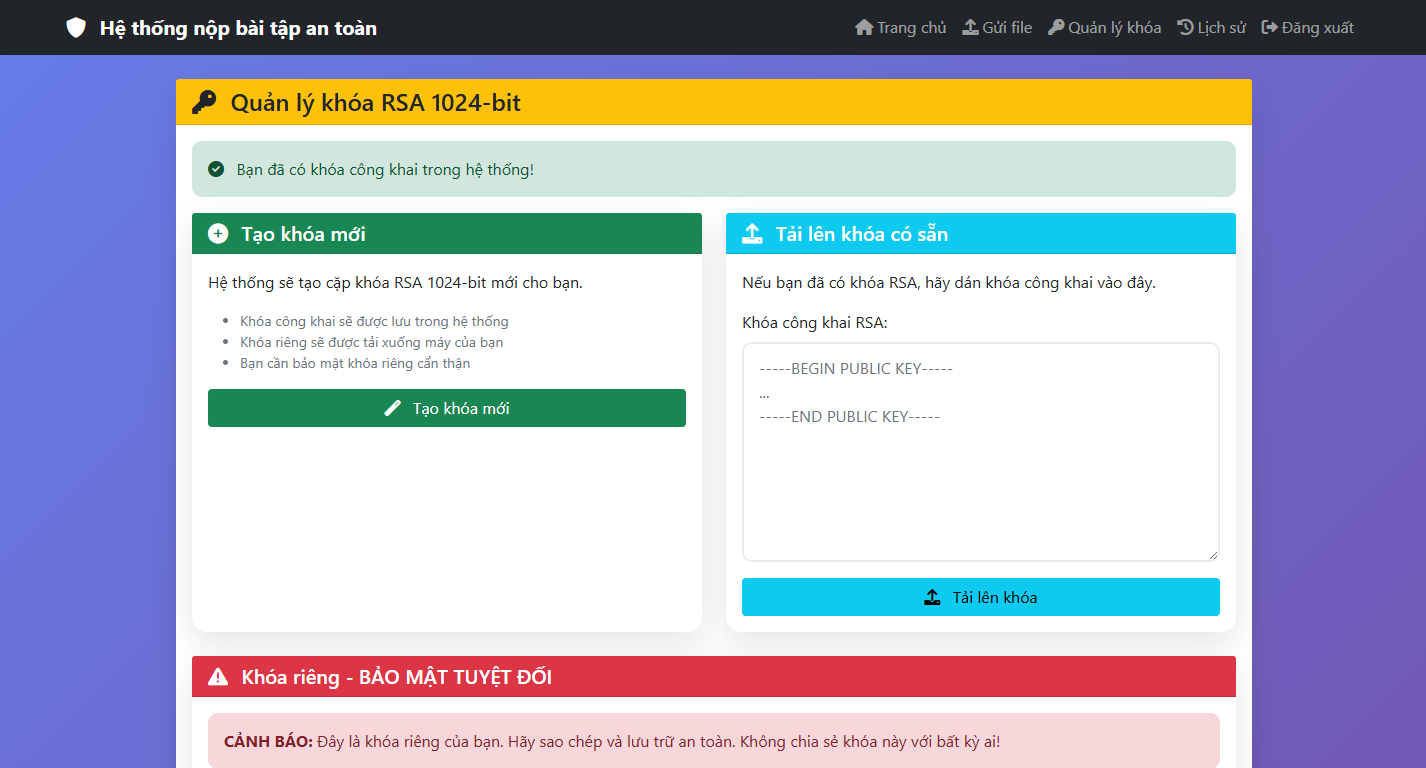 Hệ thống nộp bài tập an toàn
Trang chủ Gửi file Quản lý khóa Lịch sử Đăng xuất
Quản lý khóa RSA 1024-bit
Bạn đã có khóa công khai trong hệ thống!
Tạo khóa mới
Hệ thống sẽ tạo cặp khóa RSA 1024-bit mới cho bạn.
Khóa công khai sẽ được lưu trong hệ thống
Khóa riêng sẽ được tải xuống máy của bạn
Bạn cần bảo mật khóa riêng cẩn thận
Tạo khóa mới
Tải lên khóa có sẵn
Nếu bạn đã có khóa RSA, hãy dán khóa công khai vào đây.
Khóa công khai RSA:
-----BEGIN PUBLIC KEY-----
...
-----END PUBLIC KEY-----
Tải lên khóa
Khóa riêng - BẢO MẬT TUYỆT ĐỐI
CẢNH BÁO: Đây là khóa riêng của bạn. Hãy sao chép và lưu trữ an toàn. Không chia sẻ khóa này với bất kỳ ai!